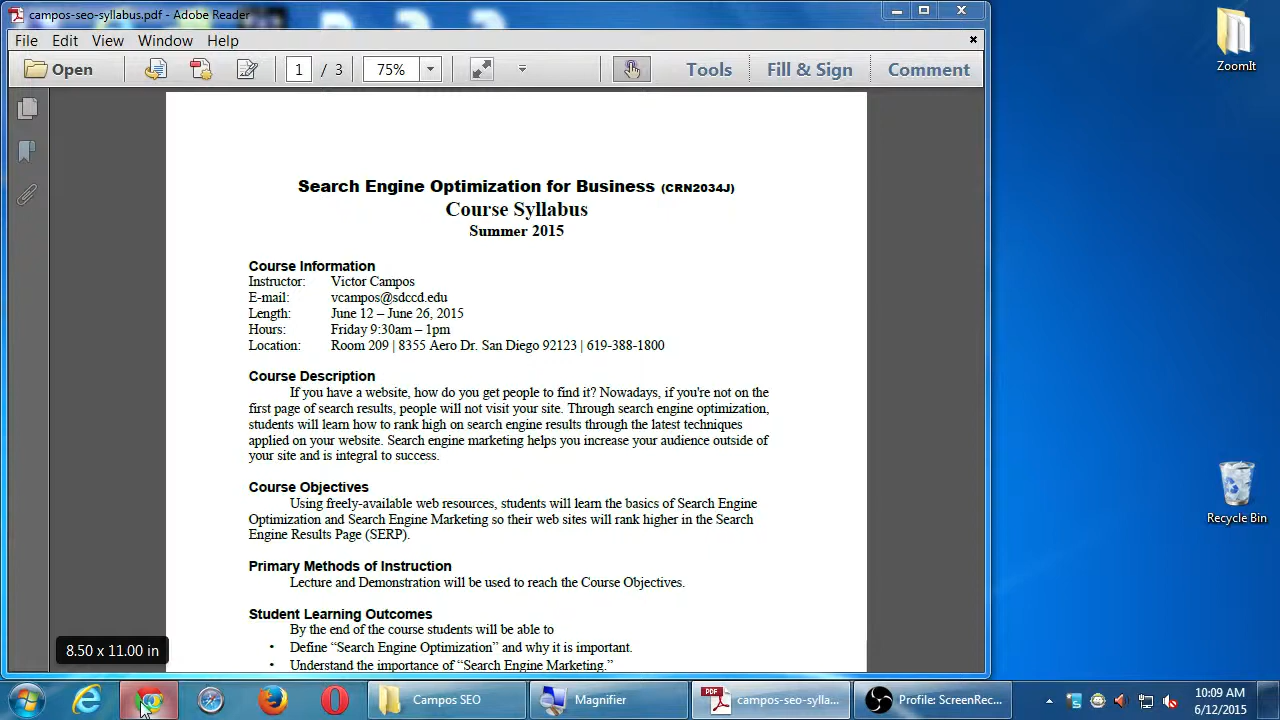 campos-seo-syllabus.pdf - Adobe Reader
File Edit View Window Help
Open 1 / 3 75% Tools Fill & Sign Comment
ZoomIt
Search Engine Optimization for Business (CRN2034J)
Course Syllabus
Summer 2015
Course Information
Instructor: Victor Campos
E-mail: vcampos@sdccd.edu
Length: June 12 – June 26, 2015
Hours: Friday 9:30am – 1pm
Location: Room 209 | 8355 Aero Dr. San Diego 92123 | 619-388-1800
Course Description
If you have a website, how do you get people to find it? Nowadays, if you're not on the
first page of search results, people will not visit your site. Through search engine optimization,
students will learn how to rank high on search engine results through the latest techniques
applied on your website. Search engine marketing helps you increase your audience outside of
your site and is integral to success.
Course Objectives
Using freely-available web resources, students will learn the basics of Search Engine
Optimization and Search Engine Marketing so their web sites will rank higher in the Search
Engine Results Page (SERP).
Primary Methods of Instruction
Lecture and Demonstration will be used to reach the Course Objectives.
Student Learning Outcomes
By the end of the course students will be able to
• Define “Search Engine Optimization” and why it is important.
• Understand the importance of “Search Engine Marketing.”
8.50 x 11.00 in
Recycle Bin
Campos SEO
Magnifier
PDF
campos-seo-sylla...
Profile: ScreenRec...
10:09 AM
6/12/2015